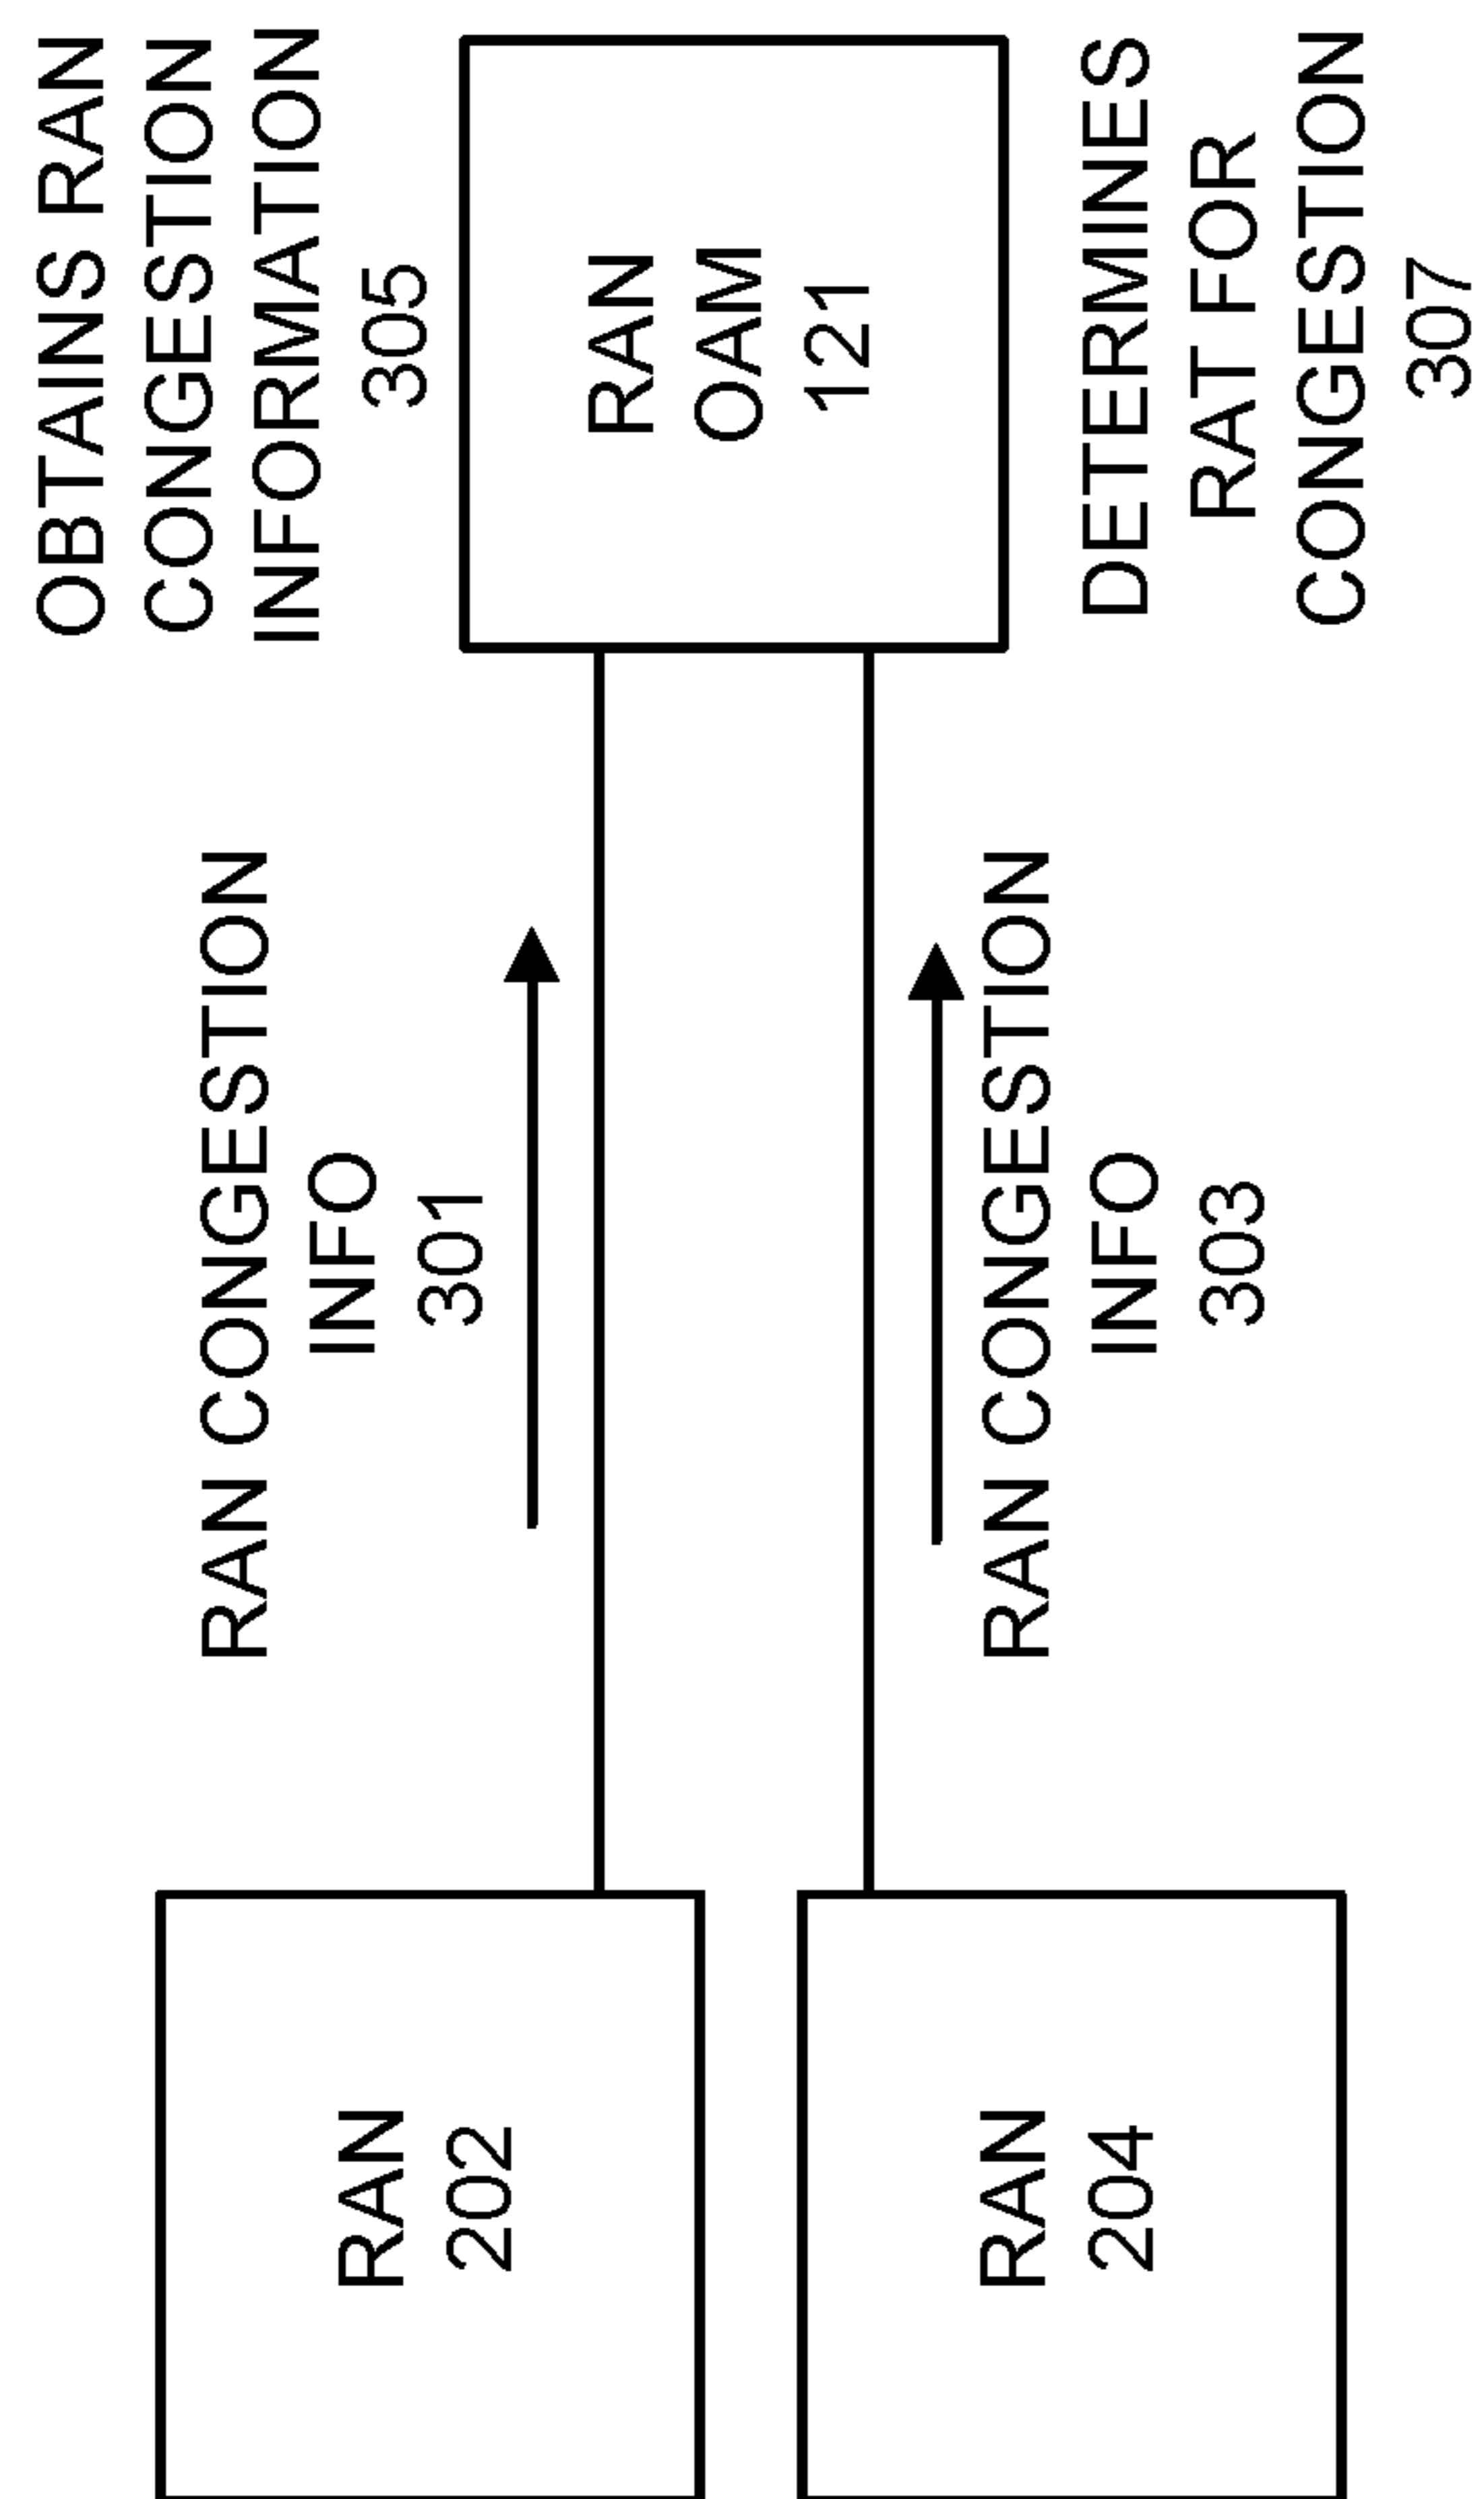 RAN
202
RAN
204
RAN CONGESTION
INFO
301
RAN CONGESTION
INFO
303
OBTAINS RAN
CONGESTION
INFORMATION
305
RAN
OAM
121
DETERMINES
RAT FOR
CONGESTION
307